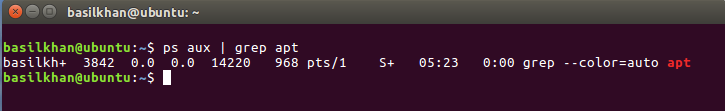 basilkhan@ubuntu: ~
basilkhan@ubuntu:~$ ps aux | grep apt
basilkh+  3842  0.0  0.0  14220   968 pts/1    S+   05:23   0:00 grep --color=auto apt
basilkhan@ubuntu:~$